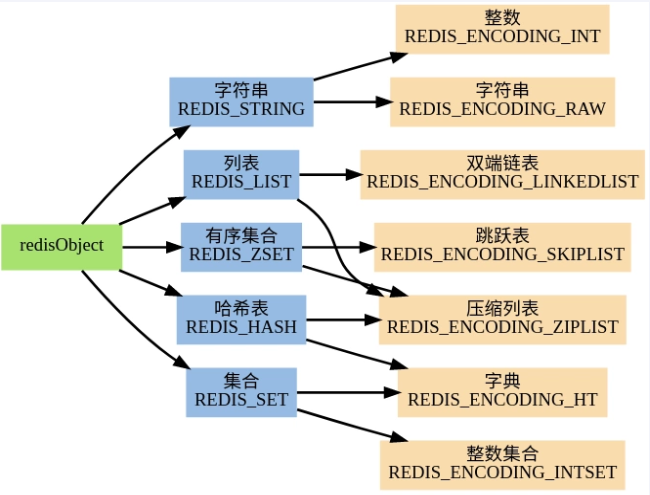 redisObject
字符串
REDIS_STRING
列表
REDIS_LIST
有序集合
REDIS_ZSET
哈希表
REDIS_HASH
集合
REDIS_SET
整数
REDIS_ENCODING_INT
字符串
REDIS_ENCODING_RAW
双端链表
REDIS_ENCODING_LINKEDLIST
跳跃表
REDIS_ENCODING_SKIPLIST
压缩列表
REDIS_ENCODING_ZIPLIST
字典
REDIS_ENCODING_HT
整数集合
REDIS_ENCODING_INTSET